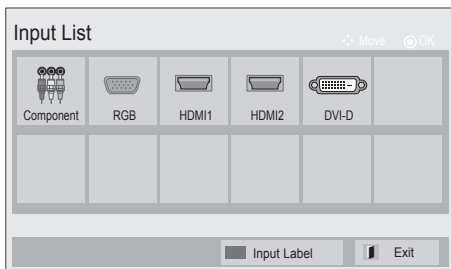 Input List
Move OK
Component RGB HDMI1 HDMI2 DVI-D
Input Label Exit